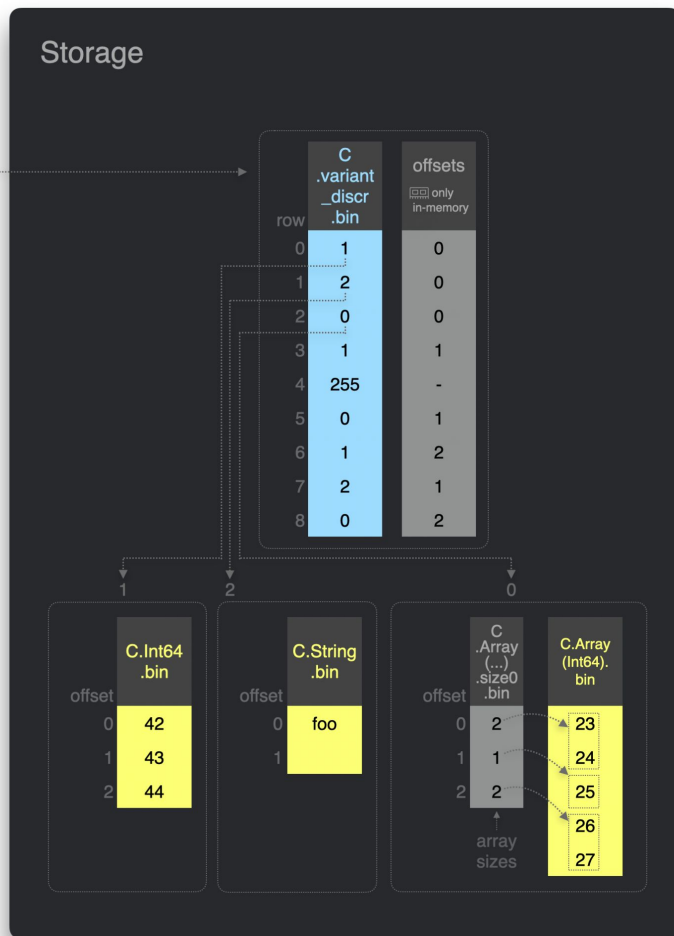 Storage
C
.variant
_discr
.bin
offsets
only
in-memory
row
0 1 0
1 2 0
2 0 0
3 1 1
4 255 -
5 0 1
6 1 2
7 2 1
8 0 2
1 2 0
C.Int64
.bin
offset
0 42
1 43
2 44
C.String
.bin
offset
0 foo
1
C
.Array
(...)
.size0
.bin
C.Array
(Int64).
bin
offset
0 2 23
1 1 24
2 2 25
26
27
array
sizes